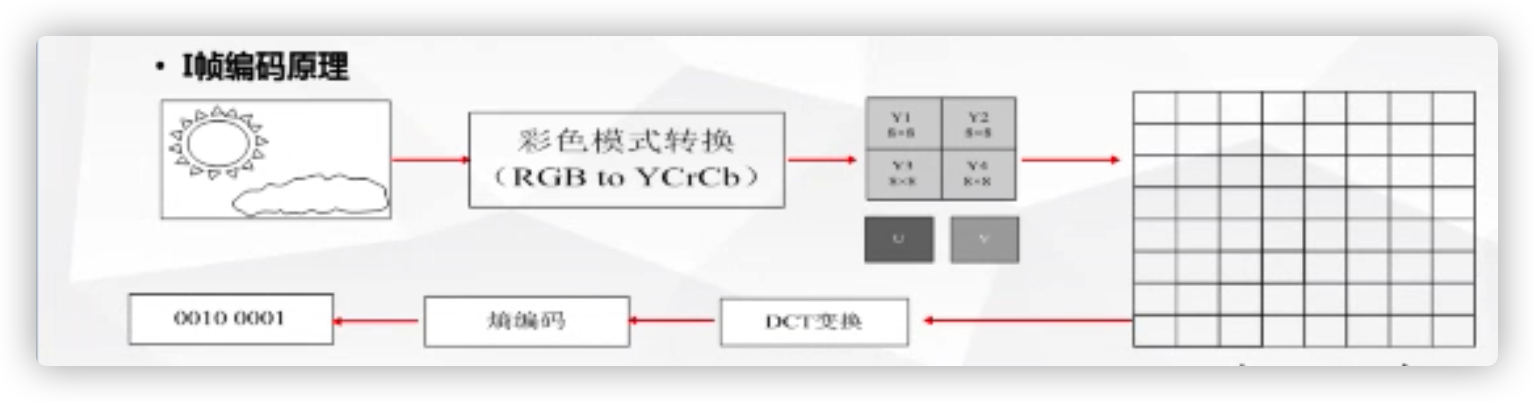 • I帧编码原理
彩色模式转换
（RGB to YCrCb）
Y1
8×8
Y2
8×8
Y3
8×8
Y4
8×8
U
V
DCT变换
熵编码
0010 0001